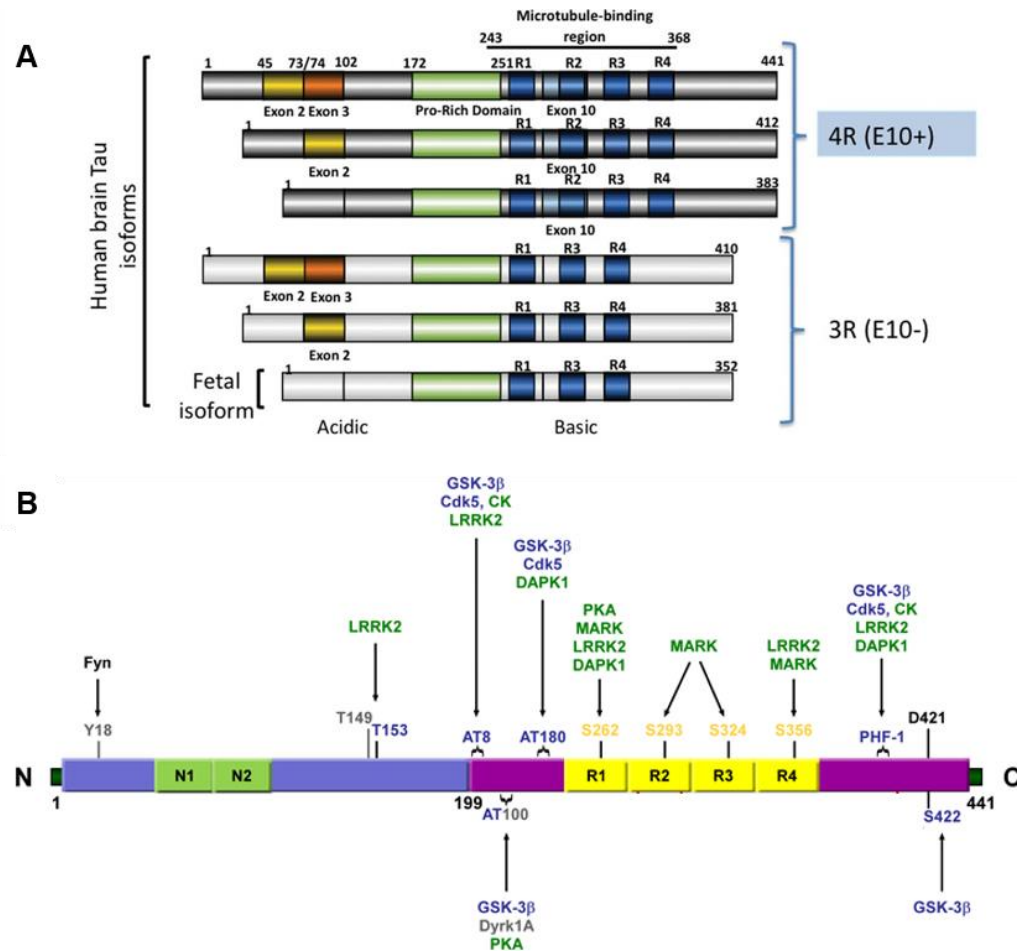 A
Microtubule-binding
region
243 368
1 45 73/74 102 172 251 R1 R2 R3 R4 441
Exon 2 Exon 3 Pro-Rich Domain Exon 10
1 R1 R2 R3 R4 412
Exon 2 Exon 10
1 R1 R2 R3 R4 383
Exon 10
4R (E10+)
Human brain Tau
isoforms
1 R1 R3 R4 410
Exon 2 Exon 3
1 R1 R3 R4 381
Exon 2
3R (E10-)
1 R1 R3 R4 352
Fetal
isoform
Acidic Basic
B
GSK-3β
Cdk5, CK
LRRK2
GSK-3β
Cdk5
DAPK1
GSK-3β
Cdk5, CK
LRRK2
DAPK1
PKA
MARK
LRRK2
DAPK1
LRRK2
MARK
LRRK2
MARK
Fyn
Y18 T149 T153 AT8 AT180 S262 S293 S324 S356 PHF-1 D421
N N1 N2 R1 R2 R3 R4 C
1 199 441
AT100 S422
GSK-3β
Dyrk1A
PKA
GSK-3β